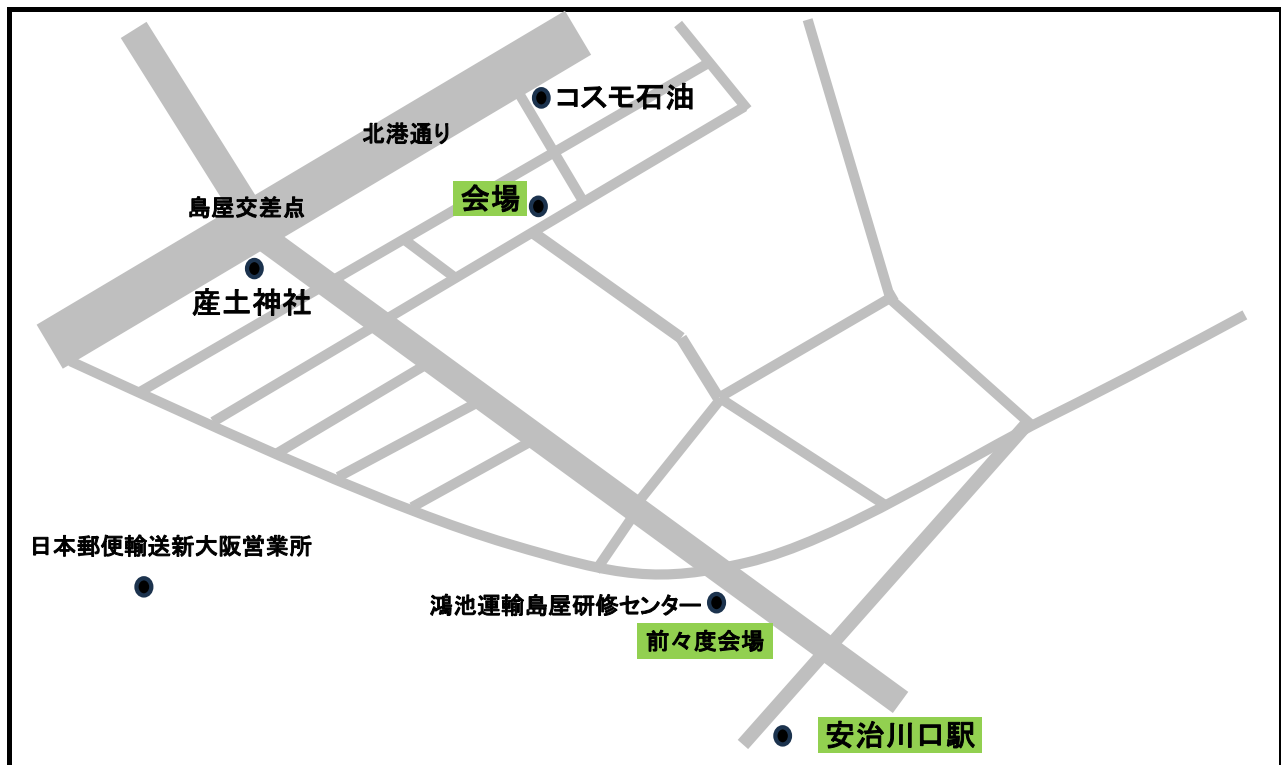 コスモ石油
北港通り
会場
島屋交差点
産土神社
日本郵便輸送新大阪営業所
鴻池運輸島屋研修センター
前々度会場
安治川口駅